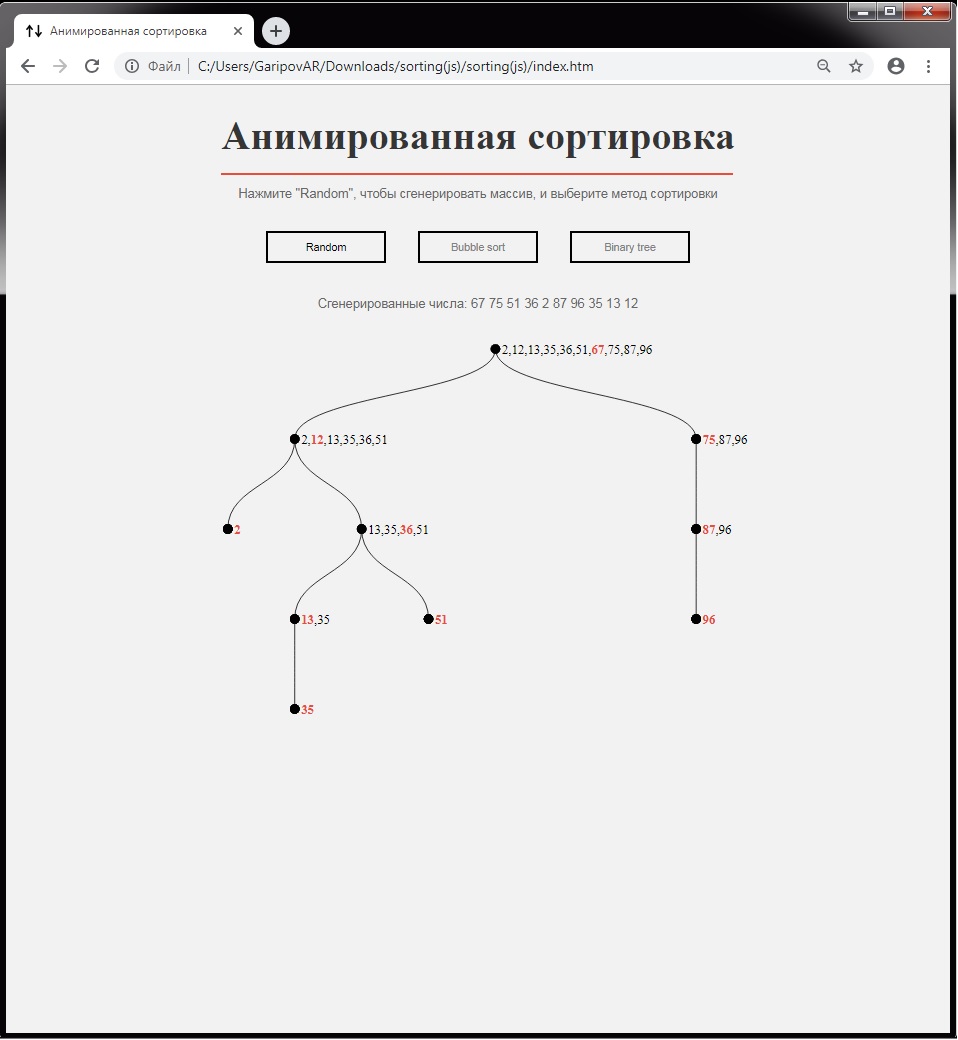 Анимированная сортировка
Файл C:/Users/GaripovAR/Downloads/sorting(js)/sorting(js)/index.htm
Анимированная сортировка
Нажмите "Random", чтобы сгенерировать массив, и выберите метод сортировки
Random Bubble sort Binary tree
Сгенерированные числа: 67 75 51 36 2 87 96 35 13 12
2,12,13,35,36,51,67,75,87,96
2,12,13,35,36,51 75,87,96
2 13,35,36,51 87,96
13,35 51 96
35